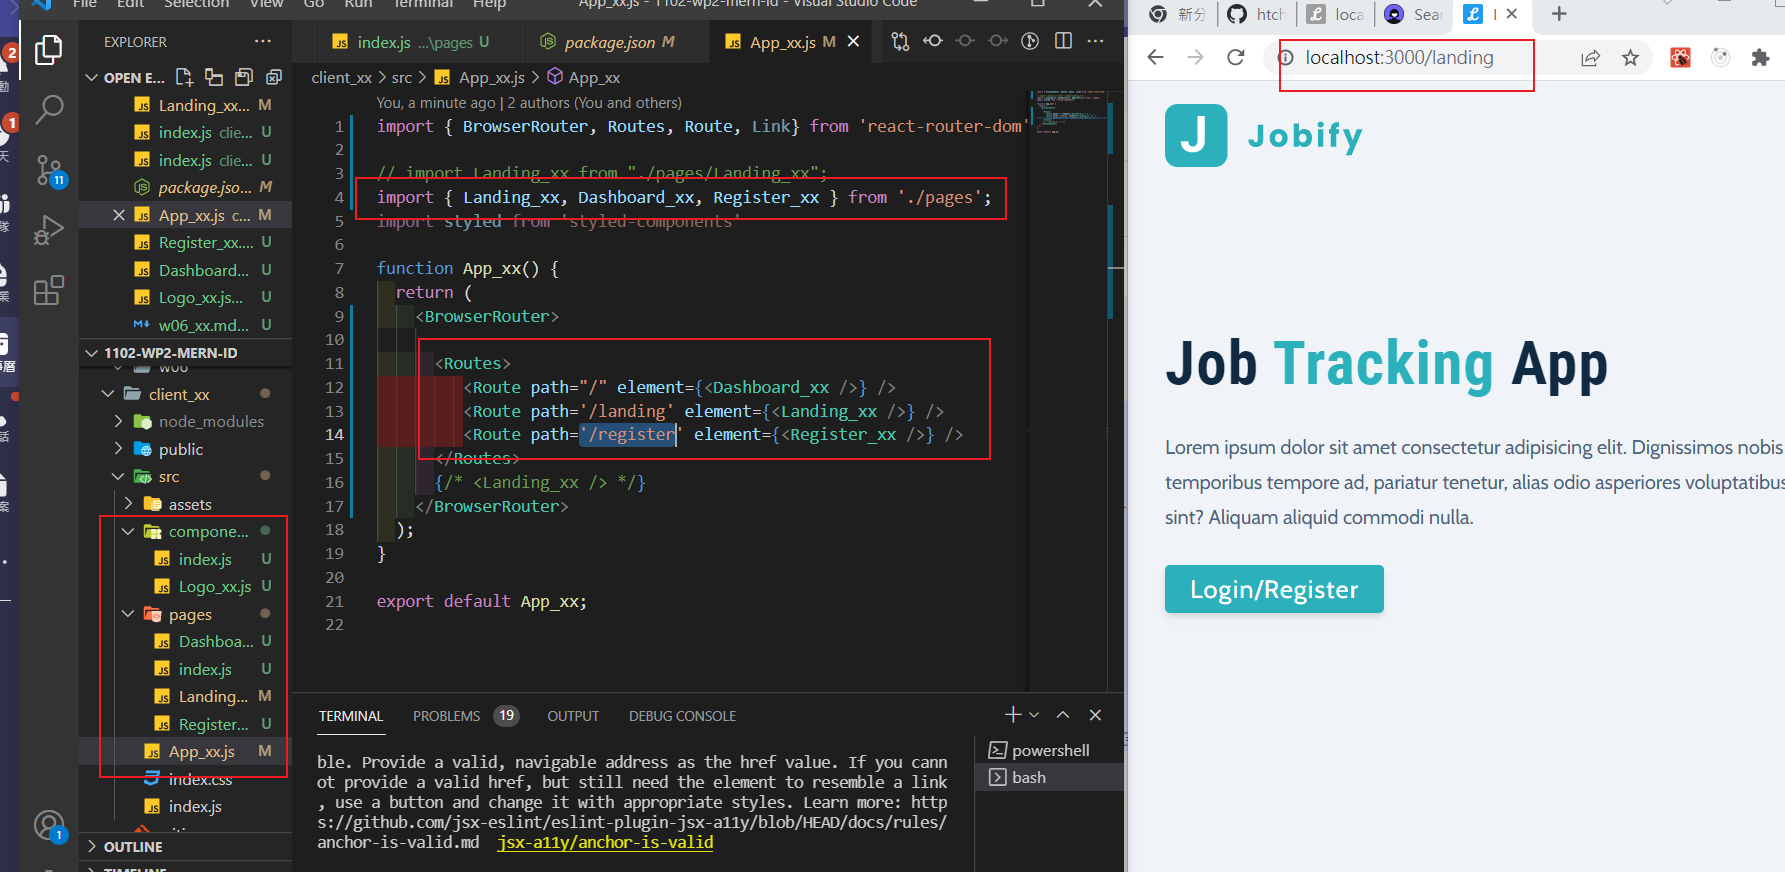 File Edit Selection View Go Run Terminal Help
App_xx.js - 1102-wp2-mern-id - Visual Studio Code
EXPLORER
OPEN E...
Landing_xx... M
index.js clie... U
index.js clie... U
package.jso... M
App_xx.js c... M
Register_xx.... U
Dashboard... U
Logo_xx.js... U
w06_xx.md... U
1102-WP2-MERN-ID
w06
client_xx
node_modules
public
src
assets
compone...
index.js U
Logo_xx.js U
pages
Dashboa... U
index.js U
Landing... M
Register... U
App_xx.js M
index.css
index.js
OUTLINE
TIMELINE
2
1
11
1
index.js ...\pages U
package.json M
App_xx.js M
client_xx > src > App_xx.js > App_xx
You, a minute ago | 2 authors (You and others)
1 import { BrowserRouter, Routes, Route, Link} from 'react-router-dom'
2
3 // import Landing_xx from "./pages/Landing_xx";
4 import { Landing_xx, Dashboard_xx, Register_xx } from './pages';
5 import styled from 'styled-components'
6
7 function App_xx() {
8 return (
9 <BrowserRouter>
10
11 <Routes>
12 <Route path="/" element={<Dashboard_xx />} />
13 <Route path='/landing' element={<Landing_xx />} />
14 <Route path='/register' element={<Register_xx />} />
15 </Routes>
16 {/* <Landing_xx /> */}
17 </BrowserRouter>
18 );
19 }
20
21 export default App_xx;
22
TERMINAL PROBLEMS 19 OUTPUT DEBUG CONSOLE
ble. Provide a valid, navigable address as the href value. If you cann
ot provide a valid href, but still need the element to resemble a link
, use a button and change it with appropriate styles. Learn more: http
s://github.com/jsx-eslint/eslint-plugin-jsx-a11y/blob/HEAD/docs/rules/
anchor-is-valid.md jsx-a11y/anchor-is-valid
powershell
bash
新分 htch loca Sear
localhost:3000/landing
J Jobify
Job Tracking App
Lorem ipsum dolor sit amet consectetur adipisicing elit. Dignissimos nobis
temporibus tempore ad, pariatur tenetur, alias odio asperiores voluptatibus
sint? Aliquam aliquid commodi nulla.
Login/Register